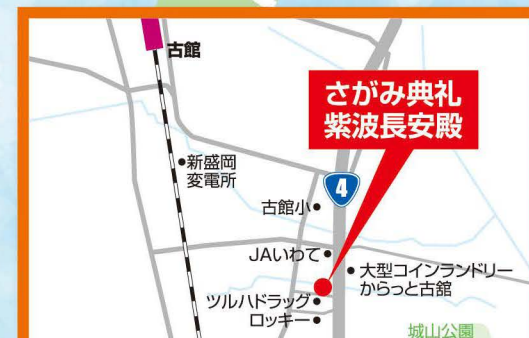 古館
さがみ典礼
紫波長安殿
●新盛岡
変電所
4
古館小●
JAいわて●
●大型コインランドリー
からっと古館
ツルハドラッグ●
ロッキー●
城山公園